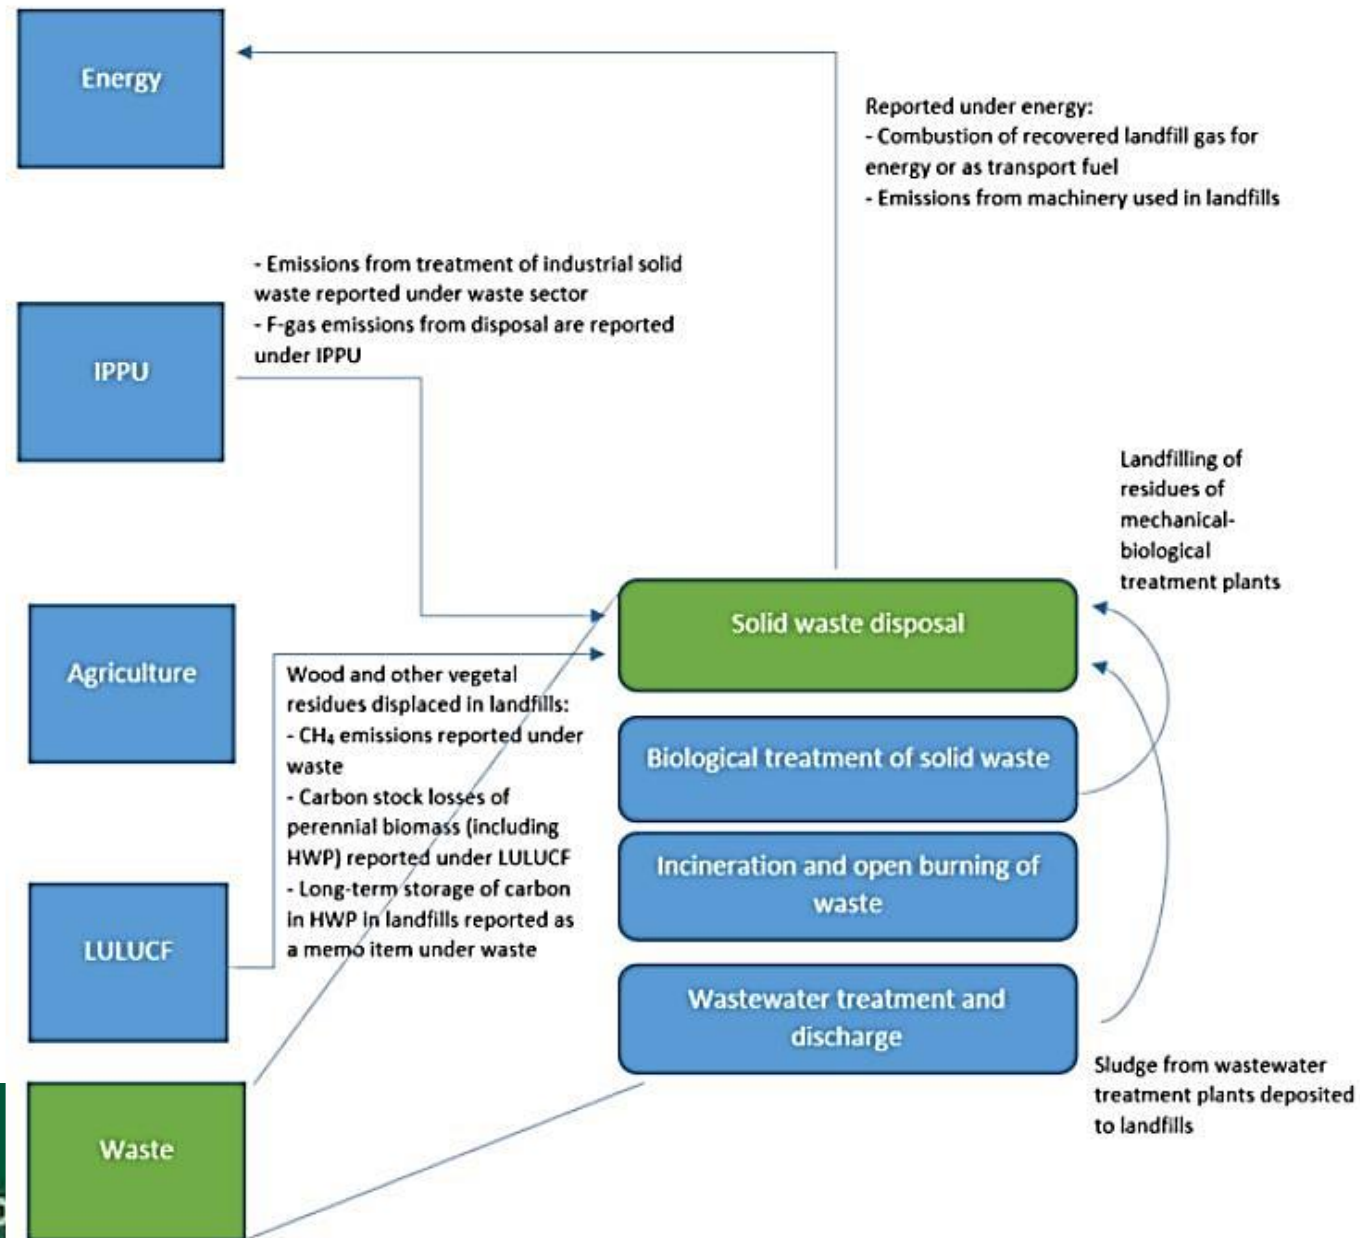 Energy
Reported under energy:
- Combustion of recovered landfill gas for
energy or as transport fuel
- Emissions from machinery used in landfills
- Emissions from treatment of industrial solid
waste reported under waste sector
- F-gas emissions from disposal are reported
under IPPU
IPPU
Landfilling of
residues of
mechanical-
biological
treatment plants
Solid waste disposal
Agriculture
Wood and other vegetal
residues displaced in landfills:
- CH₄ emissions reported under
waste
- Carbon stock losses of
perennial biomass (including
HWP) reported under LULUCF
- Long-term storage of carbon
in HWP in landfills reported as
a memo item under waste
Biological treatment of solid waste
Incineration and open burning of
waste
LULUCF
Wastewater treatment and
discharge
Sludge from wastewater
treatment plants deposited
to landfills
Waste